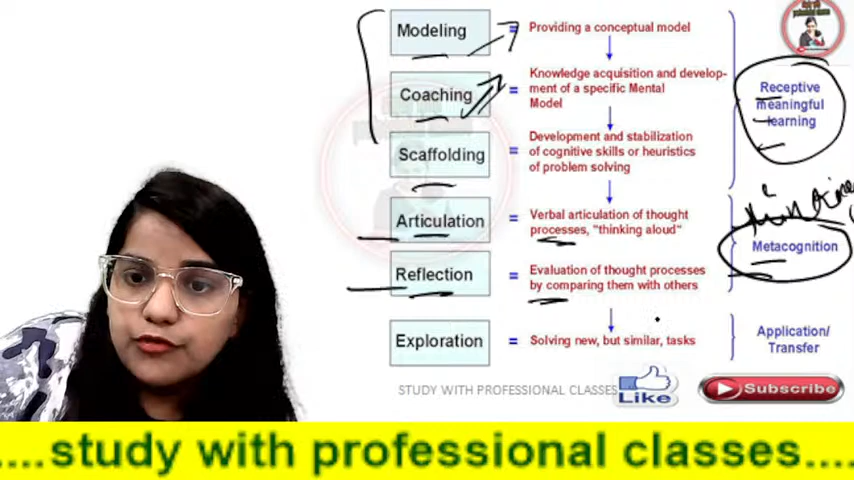 Modeling = Providing a conceptual model
Coaching = Knowledge acquisition and develop-
ment of a specific Mental
Model
Receptive
meaningful
learning
Scaffolding = Development and stabilization
of cognitive skills or heuristics
of problem solving
Articulation = Verbal articulation of thought
processes, "thinking aloud"
Metacognition
Reflection = Evaluation of thought processes
by comparing them with others
Exploration = Solving new, but similar, tasks
Application/
Transfer
STUDY WITH PROFESSIONAL CLASSES
Like
Subscribe
....study with professional classes....